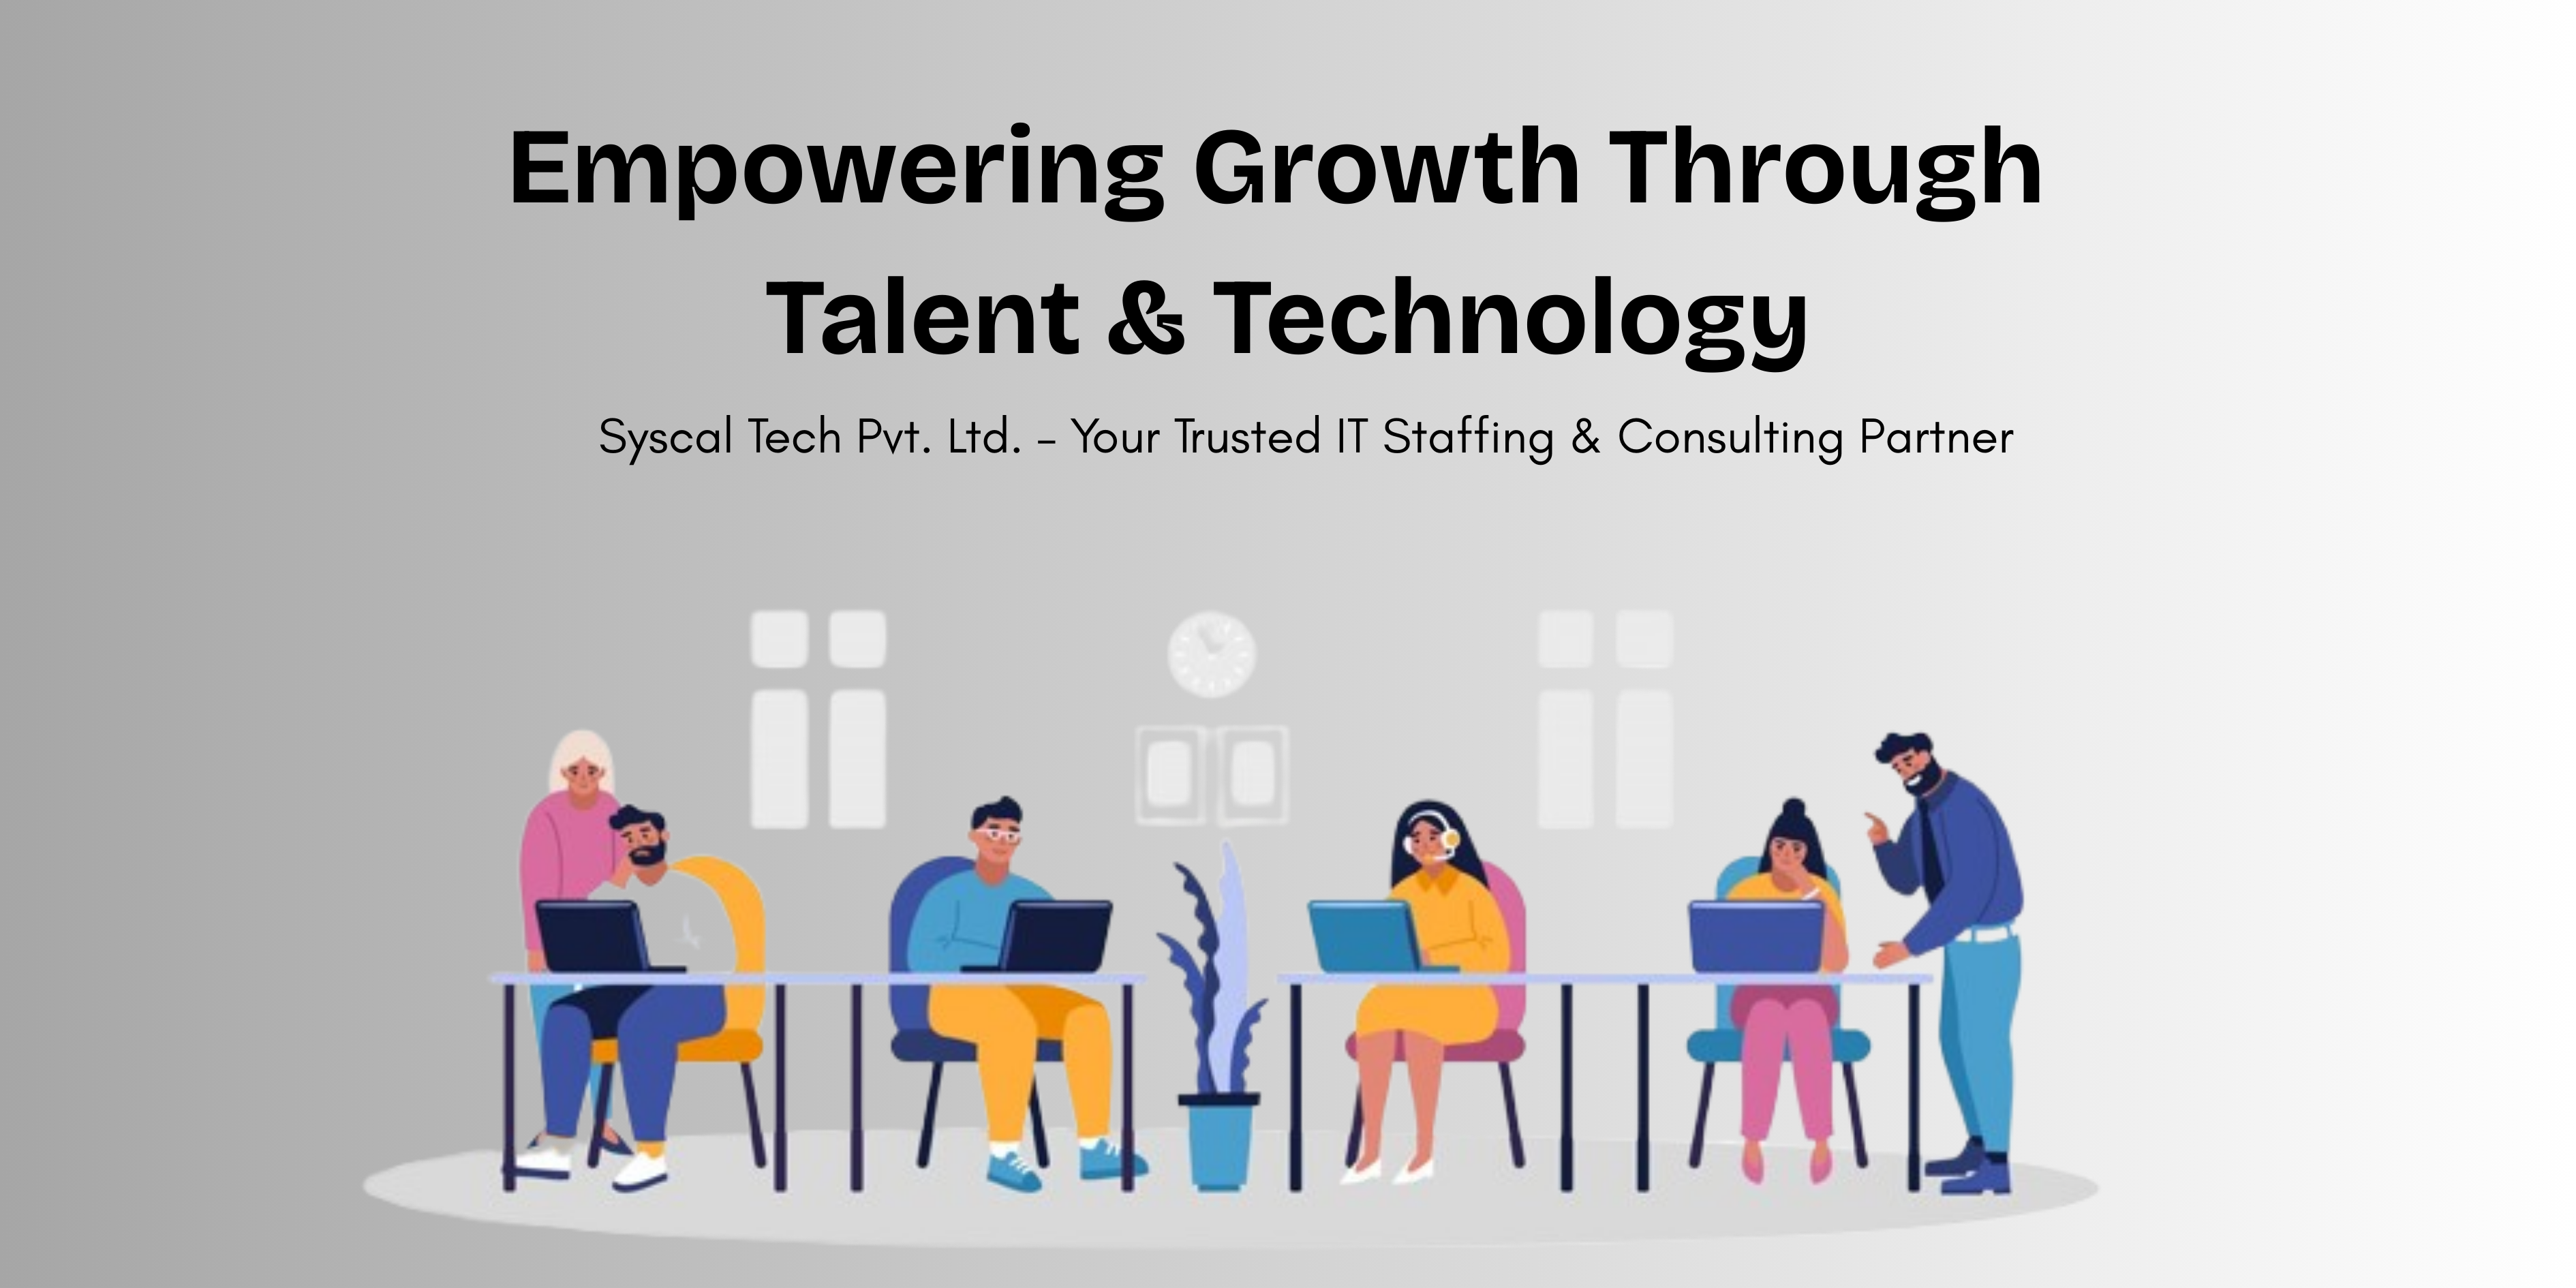 Empowering Growth Through
Talent & Technology
Syscal Tech Pvt. Ltd. – Your Trusted IT Staffing & Consulting Partner